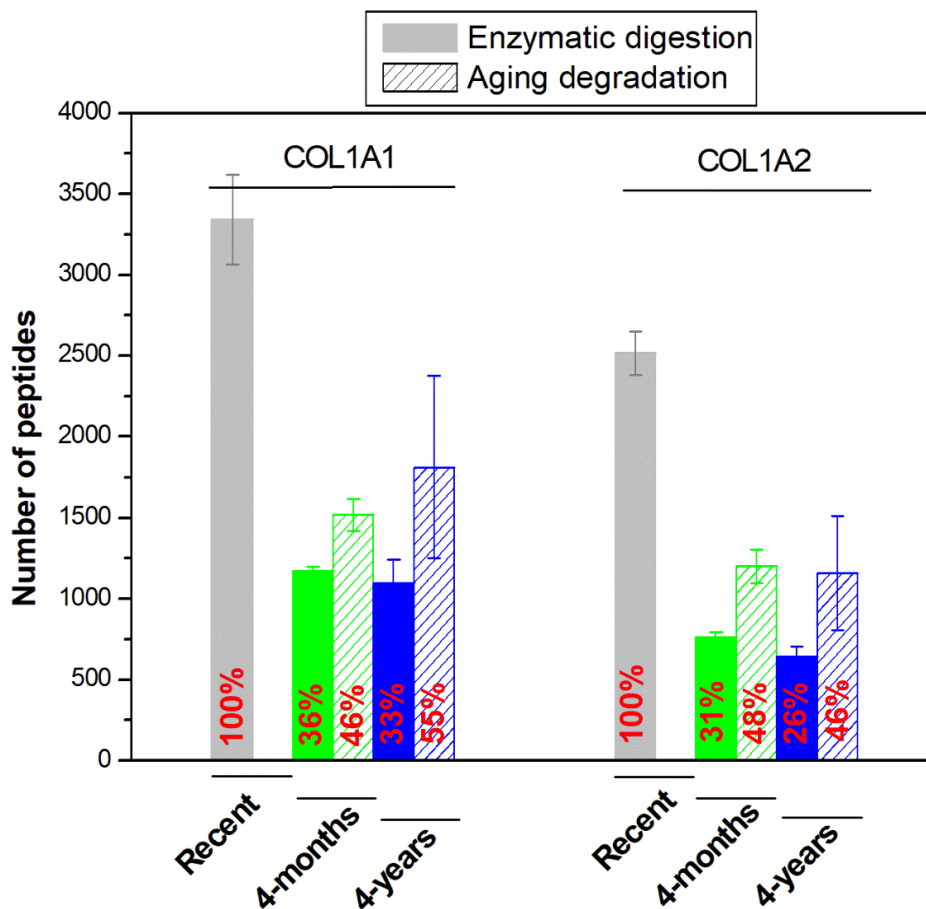 Enzymatic digestion
Aging degradation
4000
3500
3000
2500
2000
1500
1000
500
0
Number of peptides
COL1A1
COL1A2
100%
36%
46%
33%
55%
100%
31%
48%
26%
46%
Recent
4-months
4-years
Recent
4-months
4-years